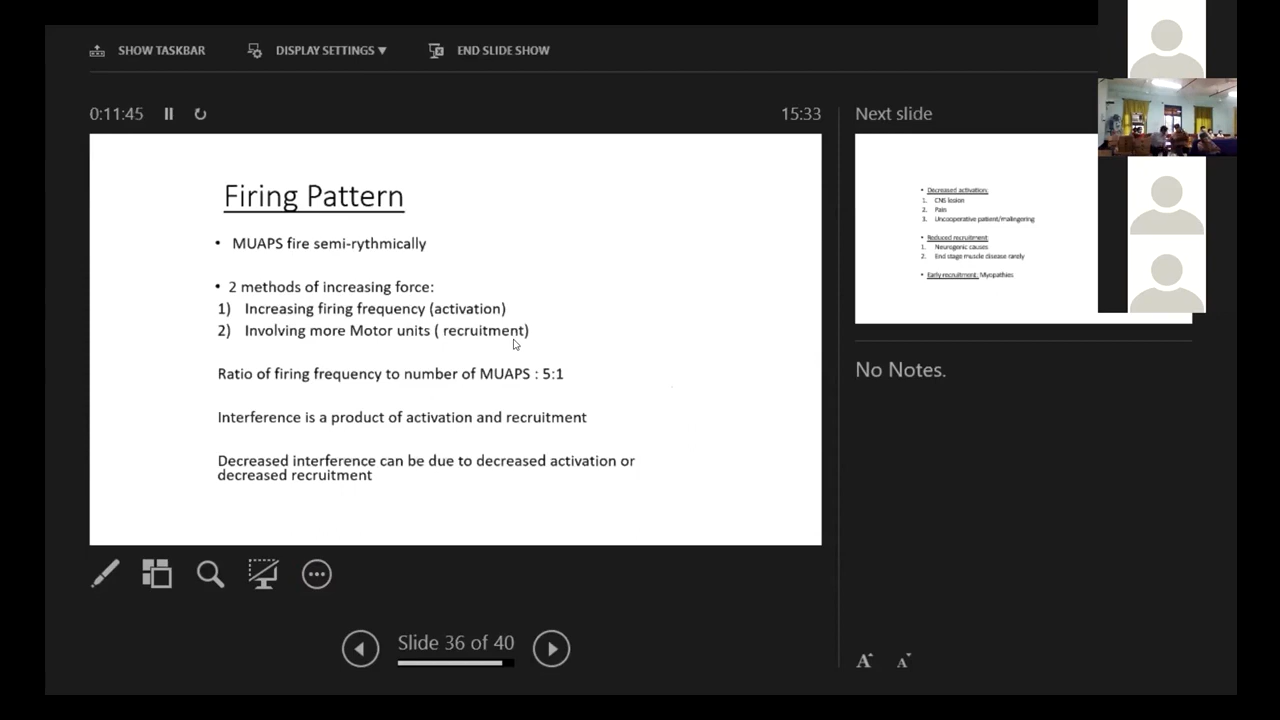 SHOW TASKBAR DISPLAY SETTINGS ▼ END SLIDE SHOW
0:11:45 15:33
Firing Pattern
• MUAPS fire semi-rythmically
• 2 methods of increasing force:
1) Increasing firing frequency (activation)
2) Involving more Motor units ( recruitment)
Ratio of firing frequency to number of MUAPS : 5:1
Interference is a product of activation and recruitment
Decreased interference can be due to decreased activation or
decreased recruitment
Slide 36 of 40
Next slide
• Decreased activation:
1. CNS lesion
2. Pain
3. Uncooperative patient/malingering
• Reduced recruitment
1. Neurogenic causes
2. End stage muscle disease rarely
• Early recruitment: Myopathies
No Notes.
A A